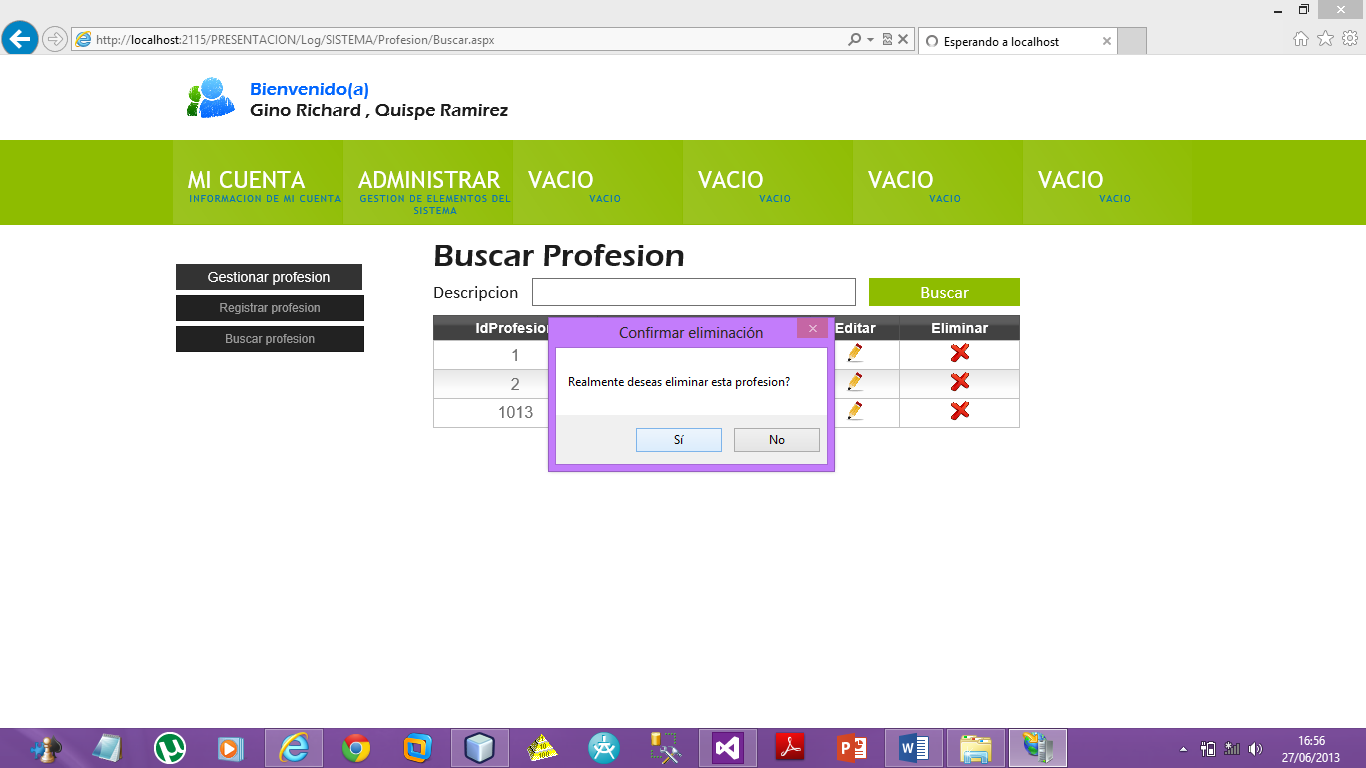 http://localhost:2115/PRESENTACION/Log/SISTEMA/Profesion/Buscar.aspx
Esperando a localhost
Bienvenido(a)
Gino Richard , Quispe Ramirez
MI CUENTA
INFORMACION DE MI CUENTA
ADMINISTRAR
GESTION DE ELEMENTOS DEL
SISTEMA
VACIO
VACIO
VACIO
VACIO
VACIO
VACIO
VACIO
VACIO
Gestionar profesion
Registrar profesion
Buscar profesion
Buscar Profesion
Descripcion
Buscar
IdProfesion Editar Eliminar
1
2
1013
Confirmar eliminación
Realmente deseas eliminar esta profesion?
Sí No
16:56
27/06/2013